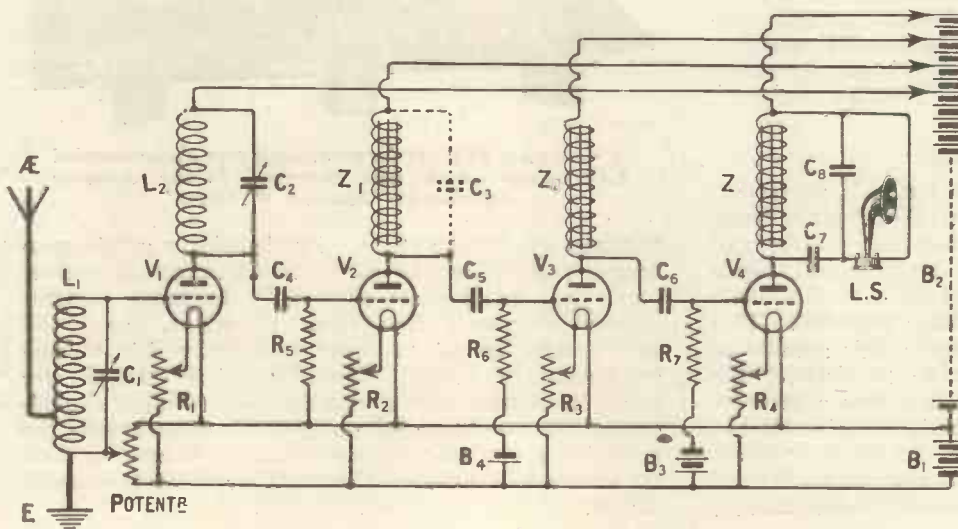 Æ
L₁
C₁
E
POTENTᴿ
L₂
C₂
V₁
C₄
R₁
R₅
Z₁
C₃
V₂
C₅
R₂
R₆
B₄
Z
V₃
C₆
R₃
R₇
B₃
Z
V₄
C₈
C₇
L.S.
R₄
B₂
B₁